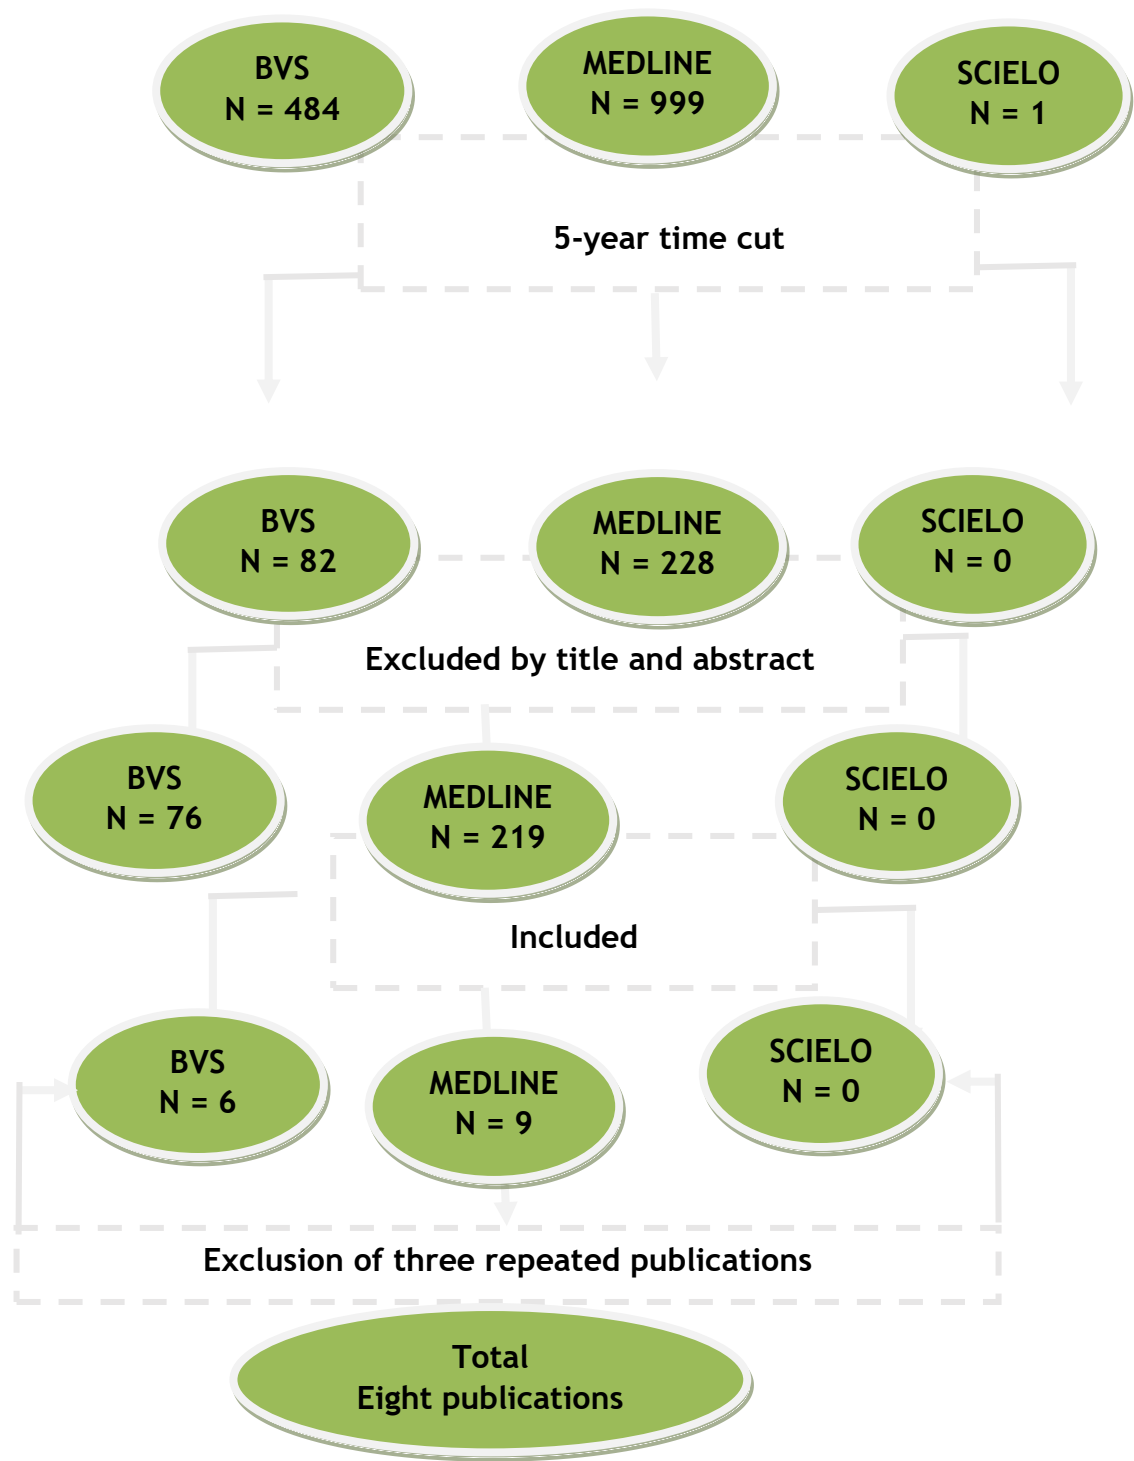 BVS
N = 484
MEDLINE
N = 999
SCIELO
N = 1
5-year time cut
BVS
N = 82
MEDLINE
N = 228
SCIELO
N = 0
Excluded by title and abstract
BVS
N = 76
MEDLINE
N = 219
SCIELO
N = 0
Included
BVS
N = 6
MEDLINE
N = 9
SCIELO
N = 0
Exclusion of three repeated publications
Total
Eight publications